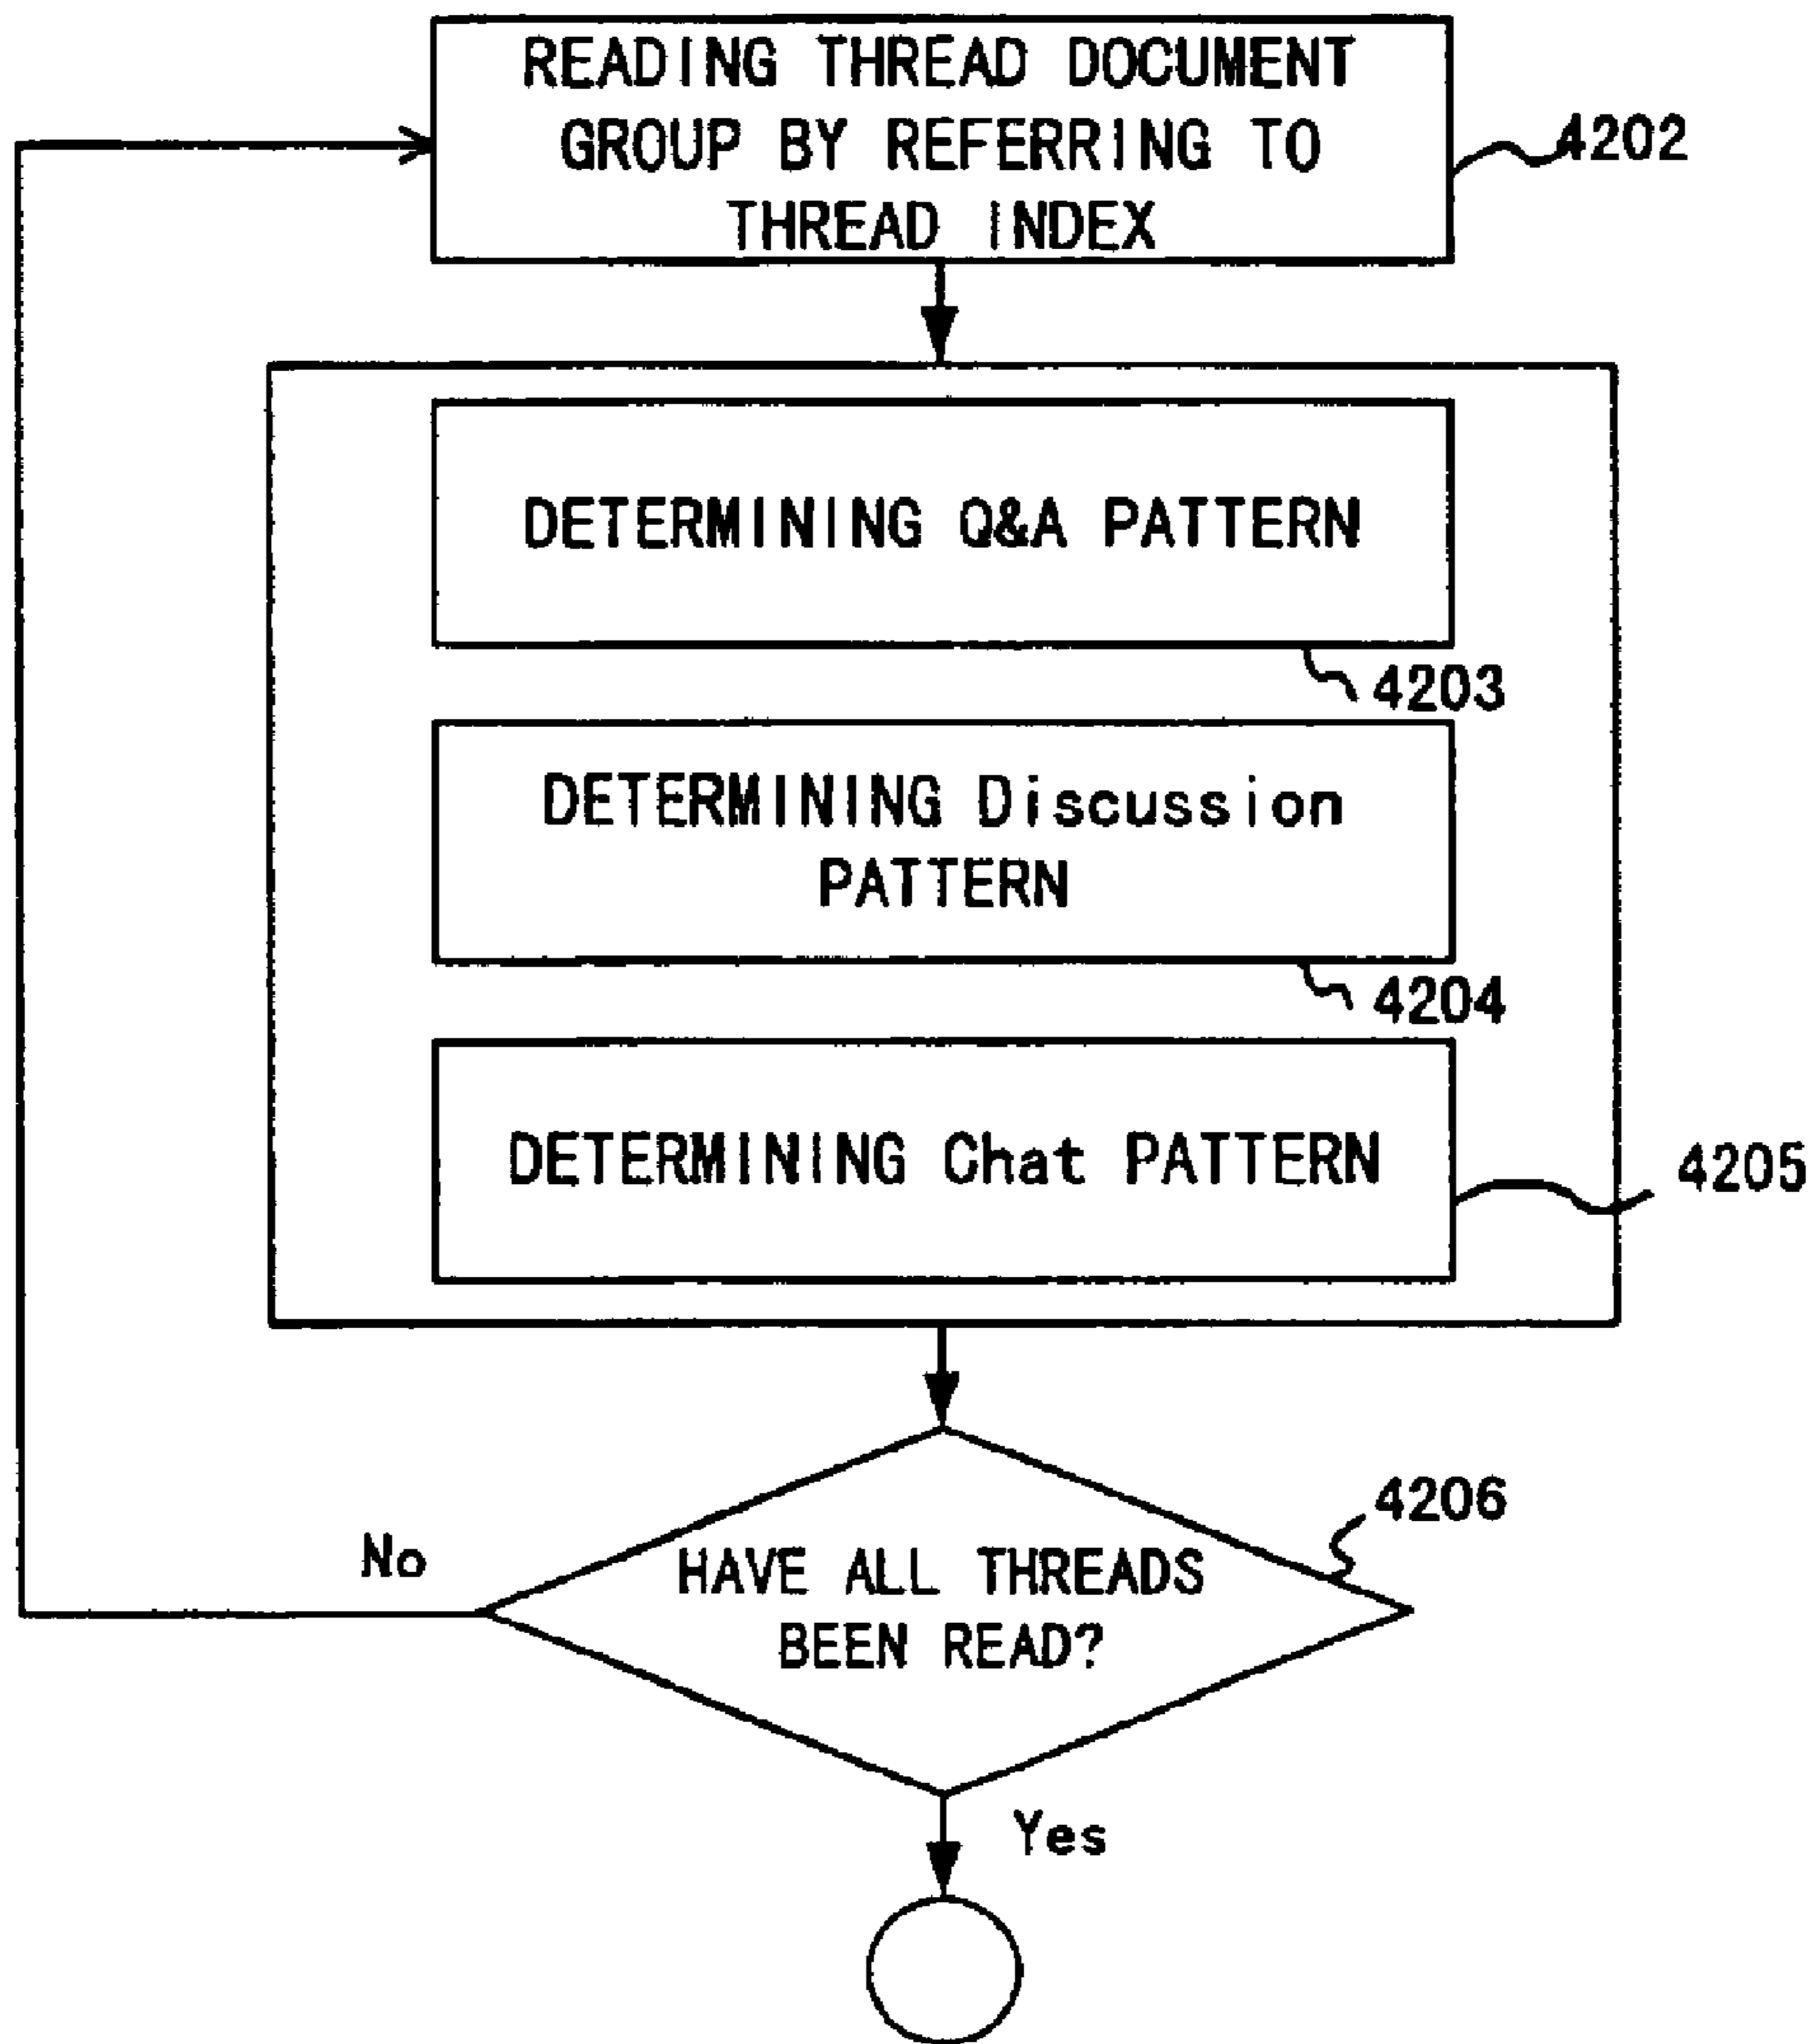 READING THREAD DOCUMENT
GROUP BY REFERRING TO
THREAD INDEX
4202
DETERMINING Q&A PATTERN
4203
DETERMINING Discussion
PATTERN
4204
DETERMINING Chat PATTERN
4205
4206
HAVE ALL THREADS
BEEN READ?
No
Yes